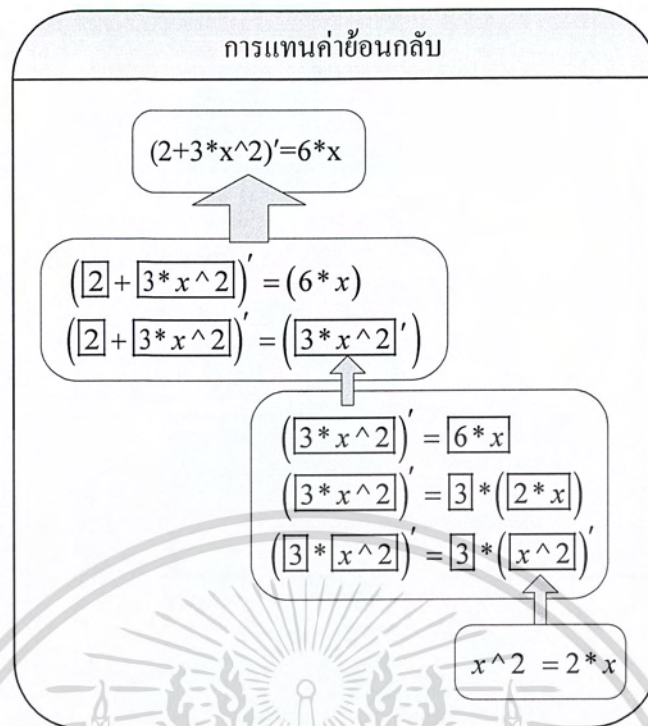 การแทนค่าย้อนกลับ
(2+3*x^2)'=6*x
(2+3*x^2)'=(6*x)
(2+3*x^2)'=(3*x^2')
(3*x^2)'=6*x
(3*x^2)'=3*(2*x)
(3*x^2)'=3*(x^2)'
x^2 =2*x